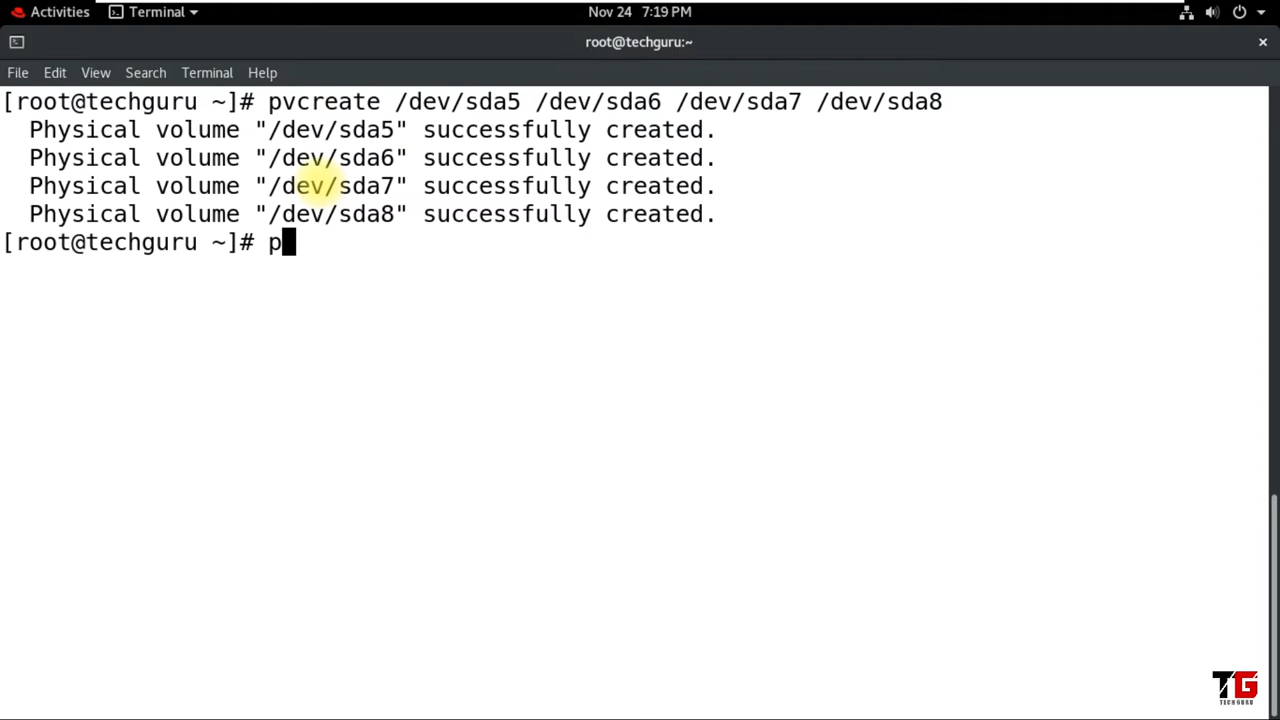 Activities Terminal Nov 24 7:19 PM
root@techguru:~
File Edit View Search Terminal Help
[root@techguru ~]# pvcreate /dev/sda5 /dev/sda6 /dev/sda7 /dev/sda8
Physical volume "/dev/sda5" successfully created.
Physical volume "/dev/sda6" successfully created.
Physical volume "/dev/sda7" successfully created.
Physical volume "/dev/sda8" successfully created.
[root@techguru ~]# p
TG
TECHGURU